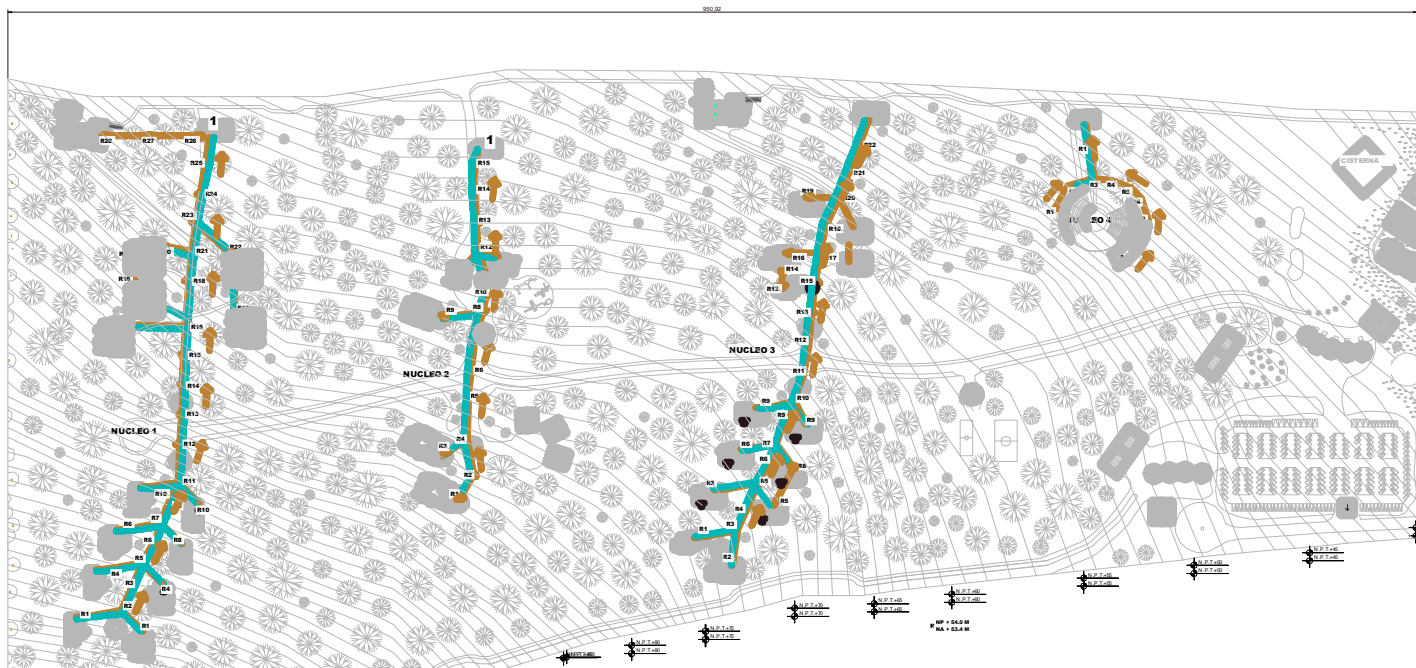 950,92
1
1
R28
R27
R26
R25
R24
R23
R22
R21
R18
R15
R13
R14
R13
R12
R11
R10
R10
R7
R6
R6
R8
R5
R4
R3
R4
R2
R1
R1
NUCLEO 1
R15
R14
R13
R12
R10
R9
R8
R6
R5
R4
R3
R2
NUCLEO 2
R22
R21
R19
R20
R18
R16
R17
R14
R15
R13
R13
R12
R11
R10
R9
R9
R9
R7
R6
R6
R6
R5
R3
R5
R4
R3
R1
R2
NUCLEO 3
R1
R3
R4
NUCLEO 4
CISTERNA
N.P.T.+45
N.P.T.+45
N.P.T.+50
N.P.T.+50
N.P.T.+55
N.P.T.+55
N.P.T.+60
N.P.T.+60
N.P.T.+65
N.P.T.+65
N.P.T.+70
N.P.T.+70
N.P.T.+75
N.P.T.+75
N.P.T.+80
N.P.T.+80
NP + 54.0 M
NA + 53.4 M